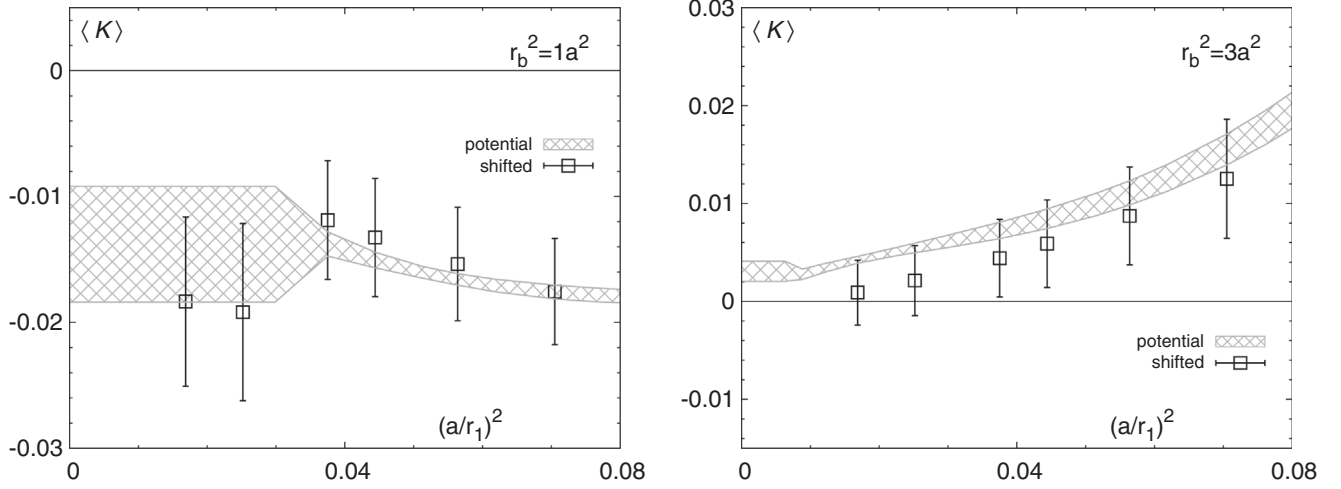 ⟨ K ⟩
r_b^2=1a^2
0
potential
shifted
-0.01
-0.02
(a/r_1)^2
-0.03
0
0.04
0.08
0.03
⟨ K ⟩
r_b^2=3a^2
0.02
0.01
0
potential
shifted
-0.01
(a/r_1)^2
0
0.04
0.08